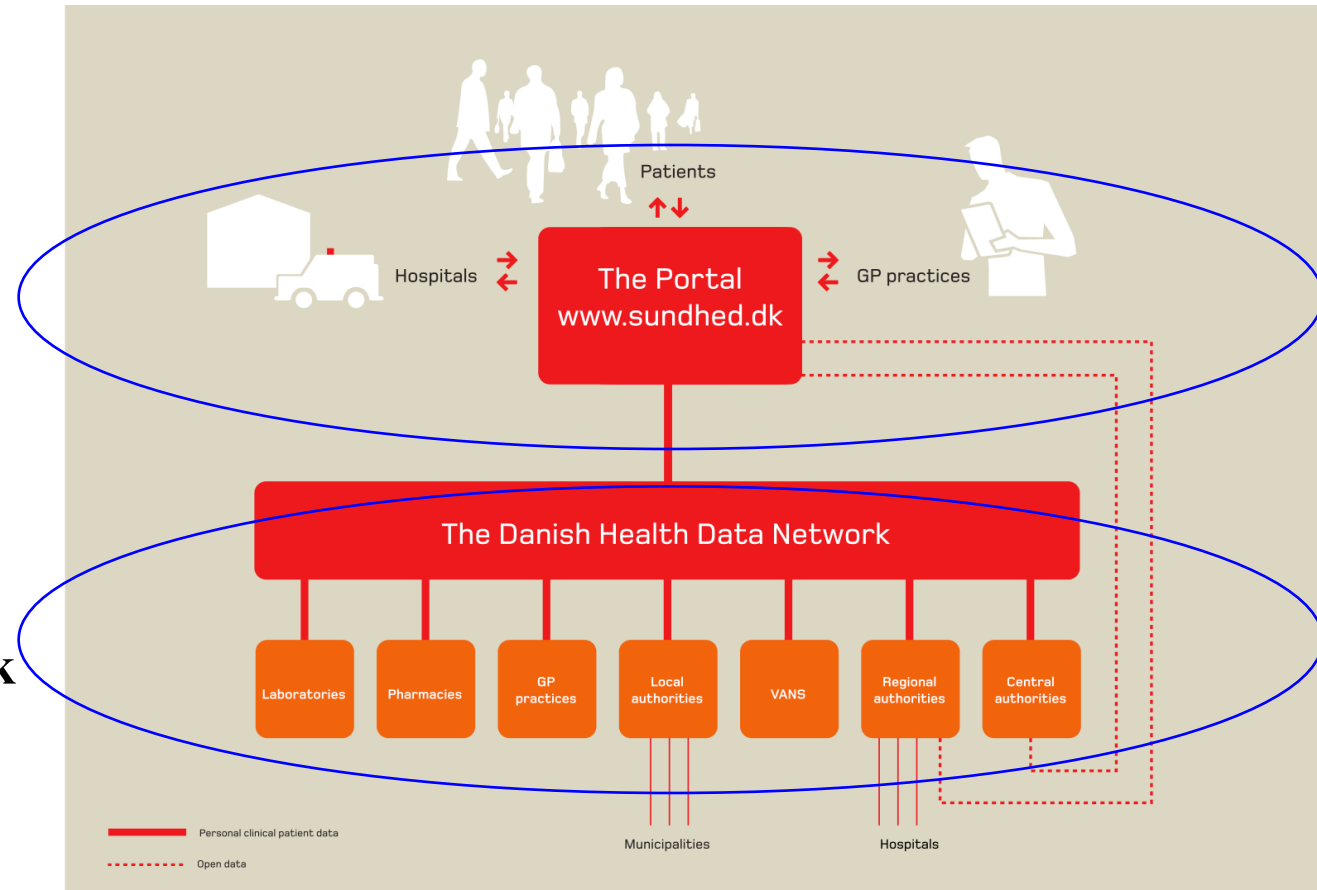 Patients
Hospitals
The Portal
www.sundhed.dk
GP practices
The Danish Health Data Network
k
Laboratories
Pharmacies
GP
practices
Local
authorities
VANS
Regional
authorities
Central
authorities
Municipalities
Hospitals
Personal clinical patient data
Open data